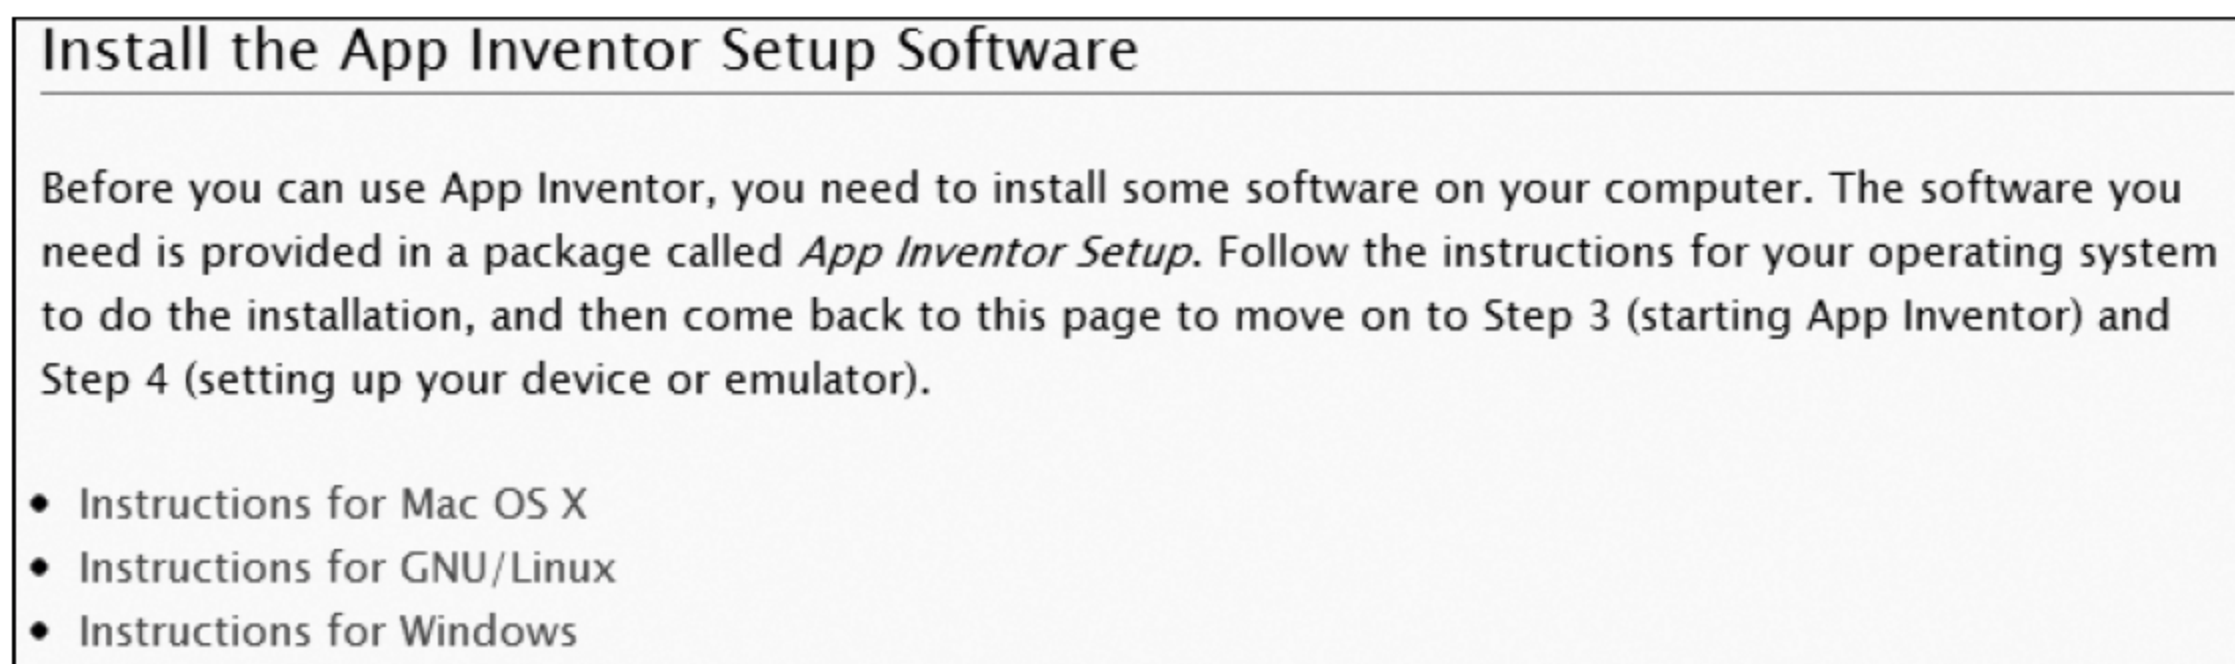 Install the App Inventor Setup Software
Before you can use App Inventor, you need to install some software on your computer. The software you
need is provided in a package called App Inventor Setup. Follow the instructions for your operating system
to do the installation, and then come back to this page to move on to Step 3 (starting App Inventor) and
Step 4 (setting up your device or emulator).
• Instructions for Mac OS X
• Instructions for GNU/Linux
• Instructions for Windows